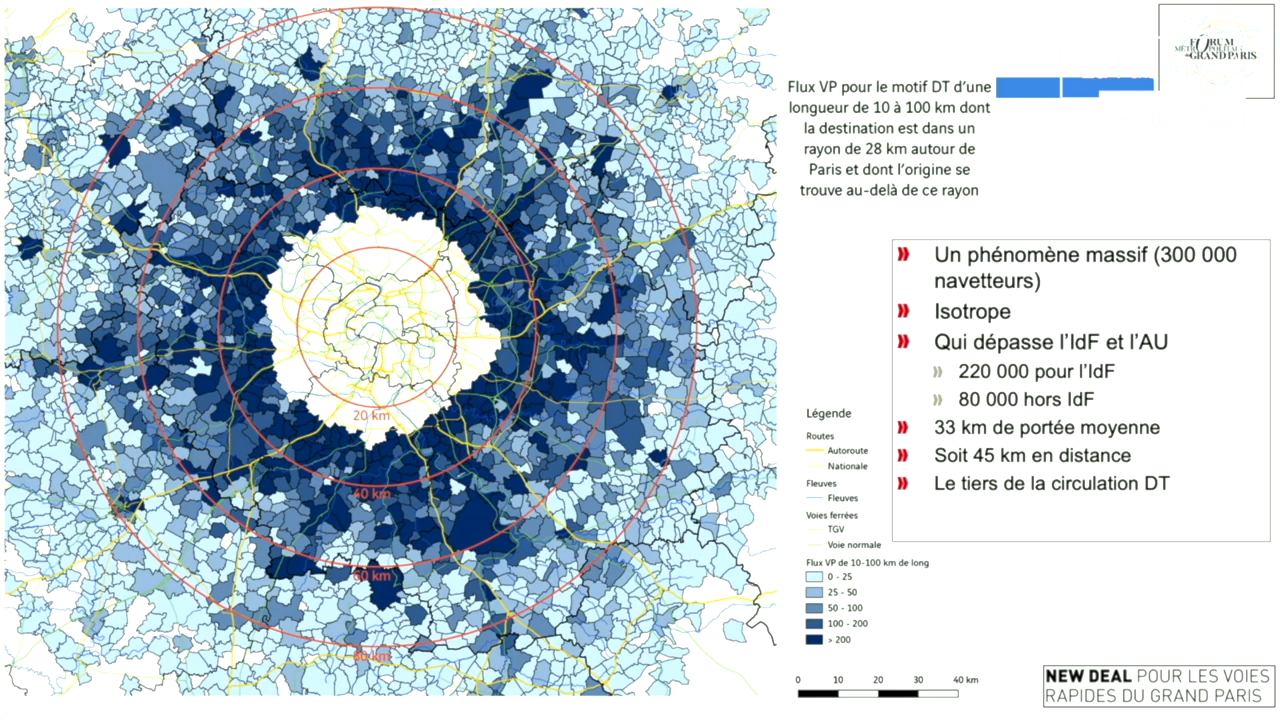 FORUM
MÉTROPOLITAIN
GRAND PARIS
Flux VP pour le motif DT d'une
longueur de 10 à 100 km dont
la destination est dans un
rayon de 28 km autour de
Paris et dont l'origine se
trouve au-delà de ce rayon
Un phénomène massif (300 000
navetteurs)
Isotrope
Qui dépasse l'IdF et l'AU
220 000 pour l'IdF
80 000 hors IdF
33 km de portée moyenne
Soit 45 km en distance
Le tiers de la circulation DT
20 km
40 km
60 km
80 km
Légende
Routes
Autoroute
Nationale
Fleuves
Fleuves
Voies ferrées
TGV
Voie normale
Flux VP de 10-100 km de long
0 - 25
25 - 50
50 - 100
100 - 200
> 200
0 10 20 30 40 km
NEW DEAL POUR LES VOIES
RAPIDES DU GRAND PARIS